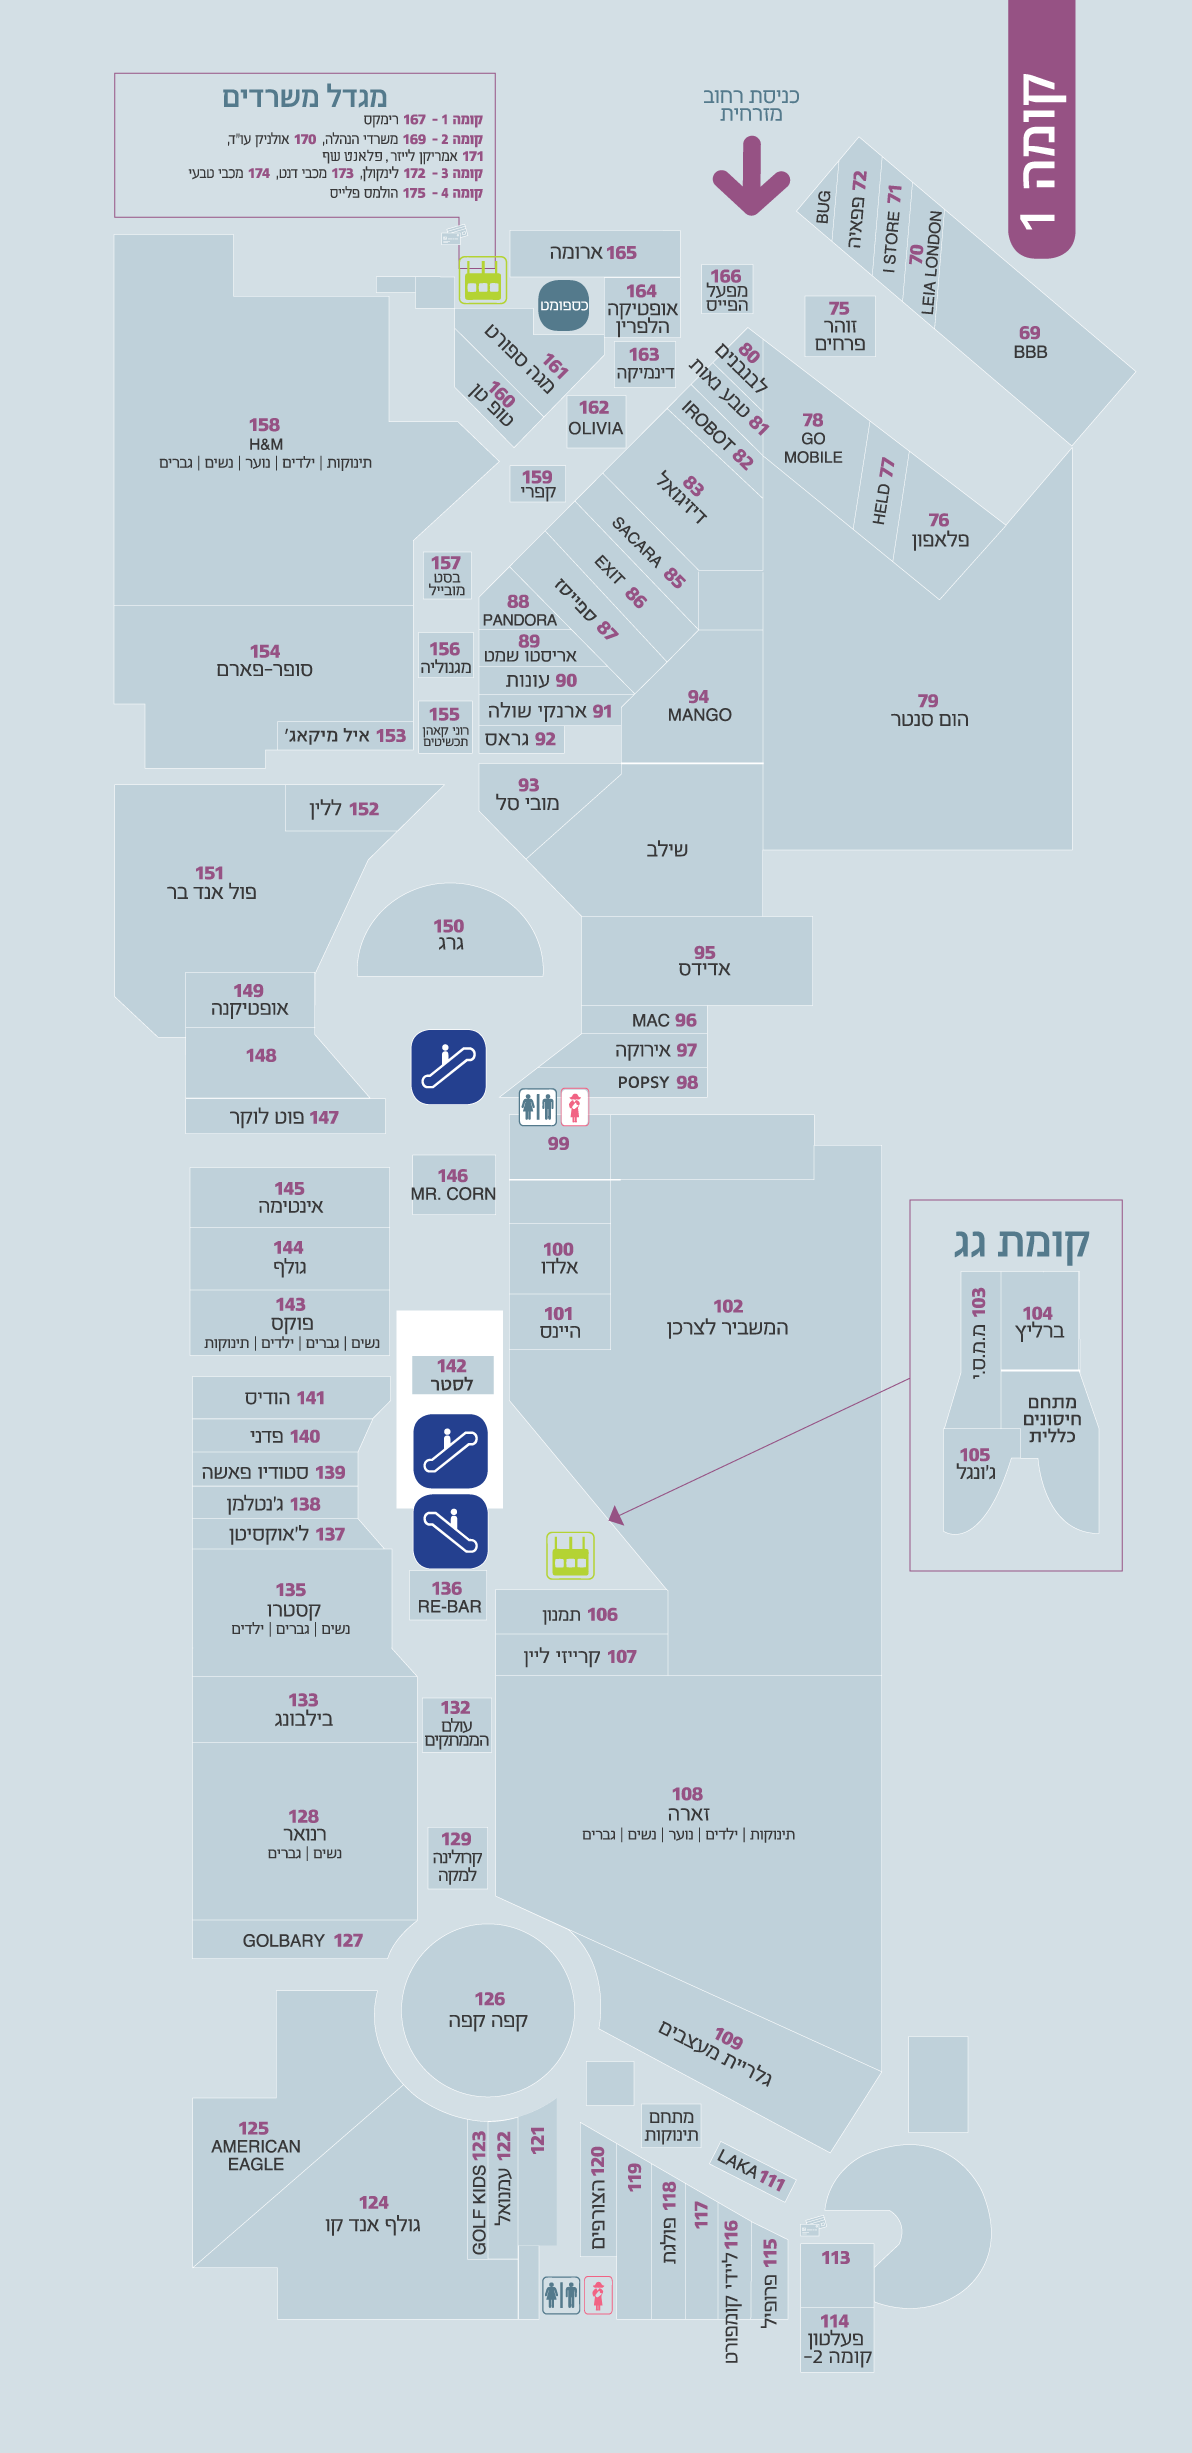 קומה 1
מגדל משרדים
קומה 1 - 167 רימקס
קומה 2 - 169 משרדי הנהלה, 170 אולניק עו"ד,
171 אמריקן לייזר, פלאנט שף
קומה 3 - 172 לינקולן, 173 מכבי דנט, 174 מכבי טבעי
קומה 4 - 175 הולמס פלייס
כניסת רחוב
מזרחית
BUG
72 פפאיה
I STORE 71
70
LEIA LONDON
69
BBB
165 ארומה
כספומט
164
אופטיקה
הלפרין
166
מפעל
הפייס
75
זוהר
פרחים
163
דינמיקה
161
מגה ספורט
160
טופ טן
162
OLIVIA
80
לבנבנים
81 טבע נאות
IROBOT 82
78
GO
MOBILE
HELD 77
76
פלאפון
158
H&M
תינוקות | ילדים | נוער | נשים | גברים
159
קפרי
83
דיזיגואל
SACARA 85
EXIT 86
87 ספייסז
88
PANDORA
157
בסט
מובייל
89
אריסטו שמט
90 עונות
91 ארנקי שולה
92 גראס
156
מגנוליה
154
סופר-פארם
155
רוני קאהן
תכשיטים
153 איל מיקאג'
94
MANGO
79
הום סנטר
93
מובי סל
שילב
152 ללין
151
פול אנד בר
150
גרג
95
אדידס
149
אופטיקנה
MAC 96
97 אירוקה
POPSY 98
148
147 פוט לוקר
99
146
MR. CORN
145
אינטימה
144
גולף
143
פוקס
נשים | גברים | ילדים | תינוקות
100
אלדו
101
היינס
102
המשביר לצרכן
קומת גג
103 מ.מ.ס.י
104
ברליץ
מתחם
חיסונים
כללית
105
ג'ונגל
142
לסטר
141 הודיס
140 פדני
139 סטודיו פאשה
138 ג'נטלמן
137 ל'אוקסיטן
135
קסטרו
נשים | גברים | ילדים
136
RE-BAR
106 תמנון
107 קרייזי ליין
133
בילבונג
132
עולם
הממתקים
128
רנואר
נשים | גברים
129
קרולינה
למקה
108
זארה
תינוקות | ילדים | נוער | נשים | גברים
GOLBARY 127
126
קפה קפה
109
גלריית מעצבים
מתחם
תינוקות
LAKA 111
125
AMERICAN
EAGLE
124
גולף אנד קו
GOLF KIDS 123
122 עמנואל
121
120 הצורפים
119
118 פולגת
117
116 ליידי קומפורט
115 פרופיל
113
114
פעלטון
קומה 2-